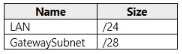 Name Size
LAN /24
GatewaySubnet /28